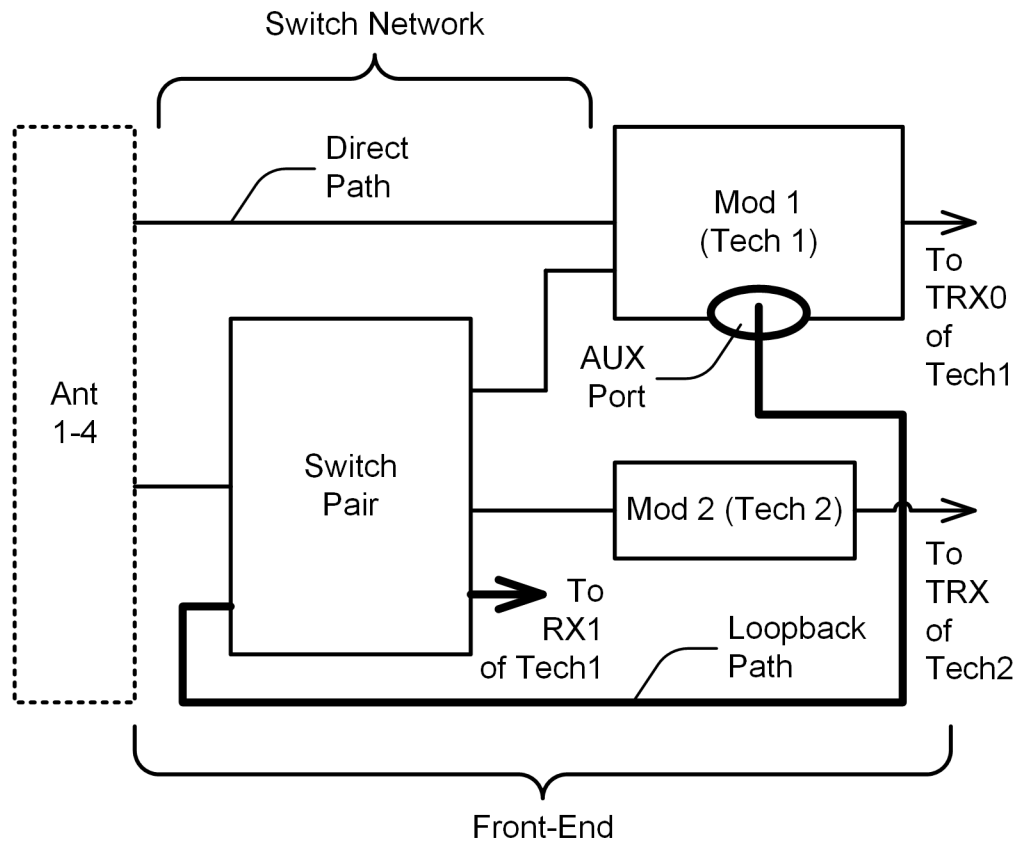 Switch Network
Direct
Path
Mod 1
(Tech 1)
To
TRX0
of
Tech1
AUX
Port
Ant
1-4
Switch
Pair
Mod 2 (Tech 2)
To
RX1
of Tech1
To
TRX
of
Tech2
Loopback
Path
Front-End